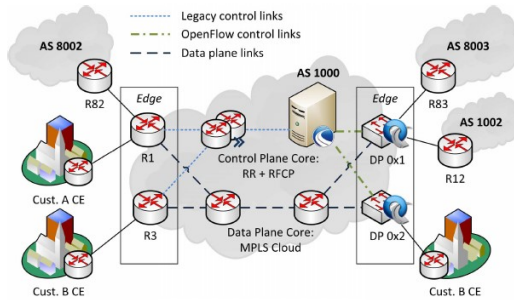 Legacy control links
OpenFlow control links
Data plane links
AS 8002
AS 1000
AS 8003
R82
Edge
Edge
R83
AS 1002
R1
Control Plane Core:
RR + RFCP
DP 0x1
R12
Cust. A CE
R3
Data Plane Core:
MPLS Cloud
DP 0x2
Cust. B CE
Cust. B CE